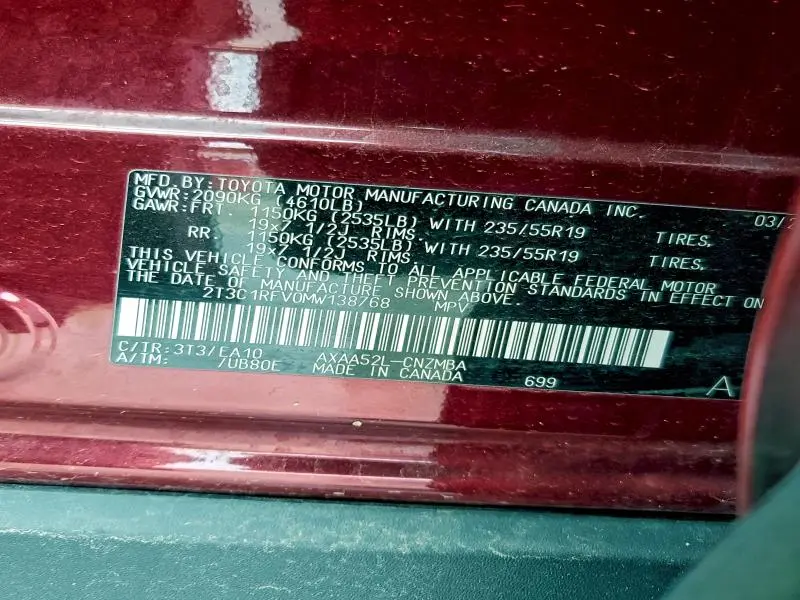 MFD BY: TOYOTA MOTOR MANUFACTURING CANADA INC.
GVWR: 2090KG (4610LB) 03/2
GAWR: FRT. 1150KG (2535LB) WITH 235/55R19 TIRES.
19x7 1/2J RIMS
RR 1150KG (2535LB) WITH 235/55R19 TIRES.
19x7 1/2J RIMS
THIS VEHICLE CONFORMS TO ALL APPLICABLE FEDERAL MOTOR
VEHICLE SAFETY AND THEFT PREVENTION STANDARDS IN EFFECT ON
THE DATE OF MANUFACTURE SHOWN ABOVE.
2T3C1RFV0MW138768 MPV
C/TR: 3T3/EA10 AXAA52L-CNZMBA
A/TM: /UB80E MADE IN CANADA 699 A